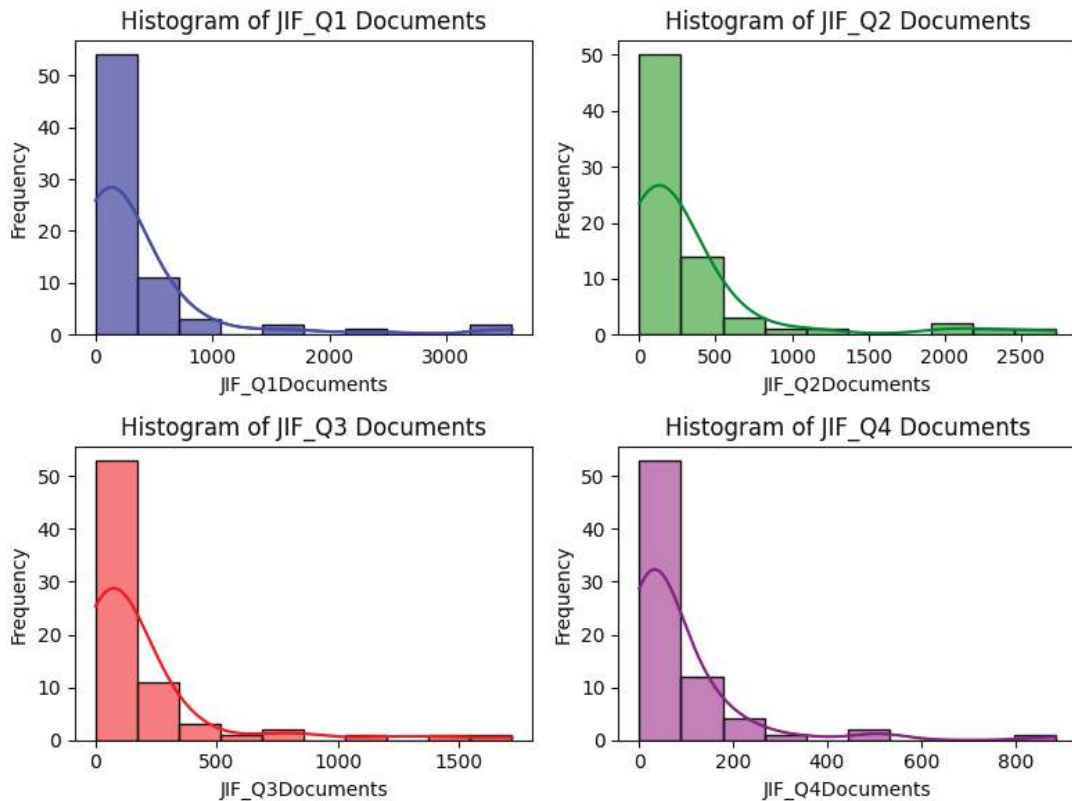 Histogram of JIF_Q1 Documents
Frequency
50
40
30
20
10
0
0 1000 2000 3000
JIF_Q1Documents
Histogram of JIF_Q2 Documents
Frequency
50
40
30
20
10
0
0 500 1000 1500 2000 2500
JIF_Q2Documents
Histogram of JIF_Q3 Documents
Frequency
50
40
30
20
10
0
0 500 1000 1500
JIF_Q3Documents
Histogram of JIF_Q4 Documents
Frequency
50
40
30
20
10
0
0 200 400 600 800
JIF_Q4Documents